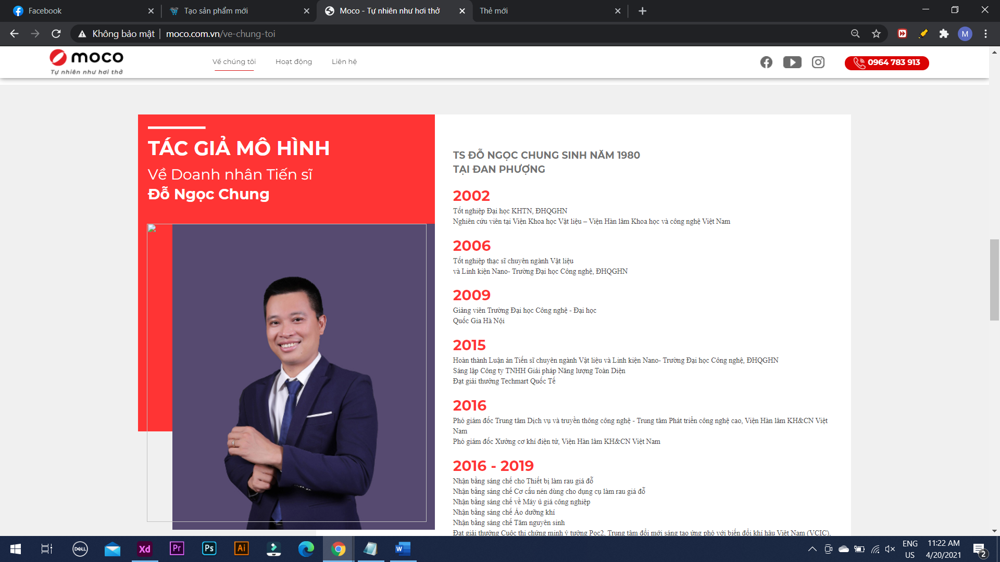 Facebook
Tạo sản phẩm mới
Moco - Tự nhiên như hơi thở
Thẻ mới
Không bảo mật
moco.com.vn/ve-chung-toi
M
moco
Tự nhiên như hơi thở
Về chúng tôi
Hoạt động
Liên hệ
0964 783 913
TÁC GIẢ MÔ HÌNH
Về Doanh nhân Tiến sĩ
Đỗ Ngọc Chung
TS ĐỖ NGỌC CHUNG SINH NĂM 1980
TẠI ĐAN PHƯỢNG
2002
Tốt nghiệp Đại học KHTN, ĐHQGHN
Nghiên cứu viên tại Viện Khoa học Vật liệu – Viện Hàn lâm Khoa học và công nghệ Việt Nam
2006
Tốt nghiệp thạc sĩ chuyên ngành Vật liệu
và Linh kiện Nano- Trường Đại học Công nghệ, ĐHQGHN
2009
Giảng viên Trường Đại học Công nghệ - Đại học
Quốc Gia Hà Nội
2015
Hoàn thành Luận án Tiến sĩ chuyên ngành Vật liệu và Linh kiện Nano- Trường Đại học Công nghệ, ĐHQGHN
Sáng lập Công ty TNHH Giải pháp Năng lượng Toàn Diện
Đạt giải thưởng Techmart Quốc Tế
2016
Phó giám đốc Trung tâm Dịch vụ và truyền thông công nghệ - Trung tâm Phát triển công nghệ cao, Viện Hàn lâm KH&CN Việt
Nam
Phó giám đốc Xưởng cơ khí điện tử, Viện Hàn lâm KH&CN Việt Nam
2016 - 2019
Nhận bằng sáng chế cho Thiết bị làm rau giá đỗ
Nhận bằng sáng chế Cơ cấu nén dùng cho dụng cụ làm rau giá đỗ
Nhận bằng sáng chế về Máy ủ giá công nghiệp
Nhận bằng sáng chế Áo dưỡng khí
Nhận bằng sáng chế Tăm nguyên sinh
Đạt giải thưởng Cuộc thi chứng minh ý tưởng Poc2, Trung tâm đổi mới sáng tạo ứng phó với biến đổi khí hậu Việt Nam (VCIC),
DELL
Xd
Pr
Ps
Ai
W
ENG
US
11:22 AM
4/20/2021
2